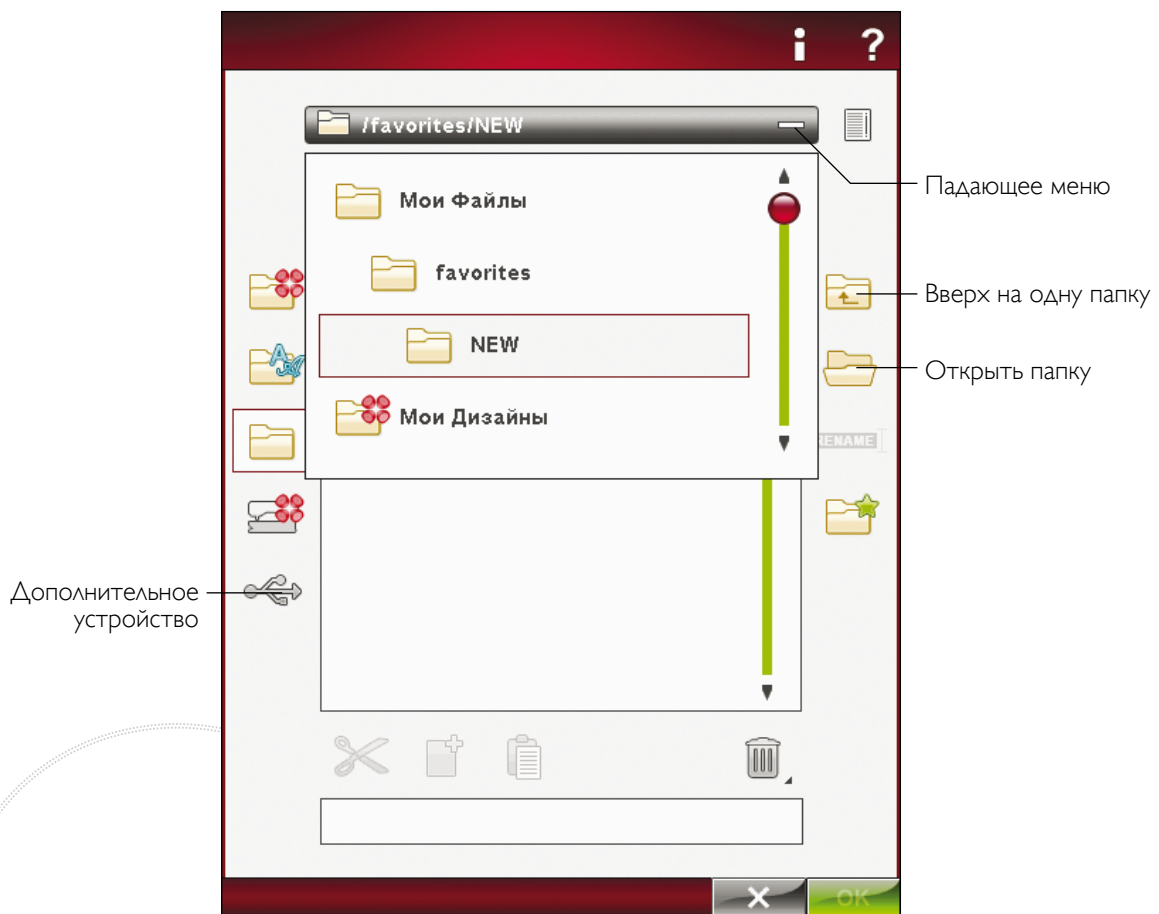 i ?
/favorites/NEW
Падающее меню
Мои Файлы
favorites
Вверх на одну папку
NEW
Открыть папку
Мои Дизайны
RENAME
Дополнительное
устройство
OK